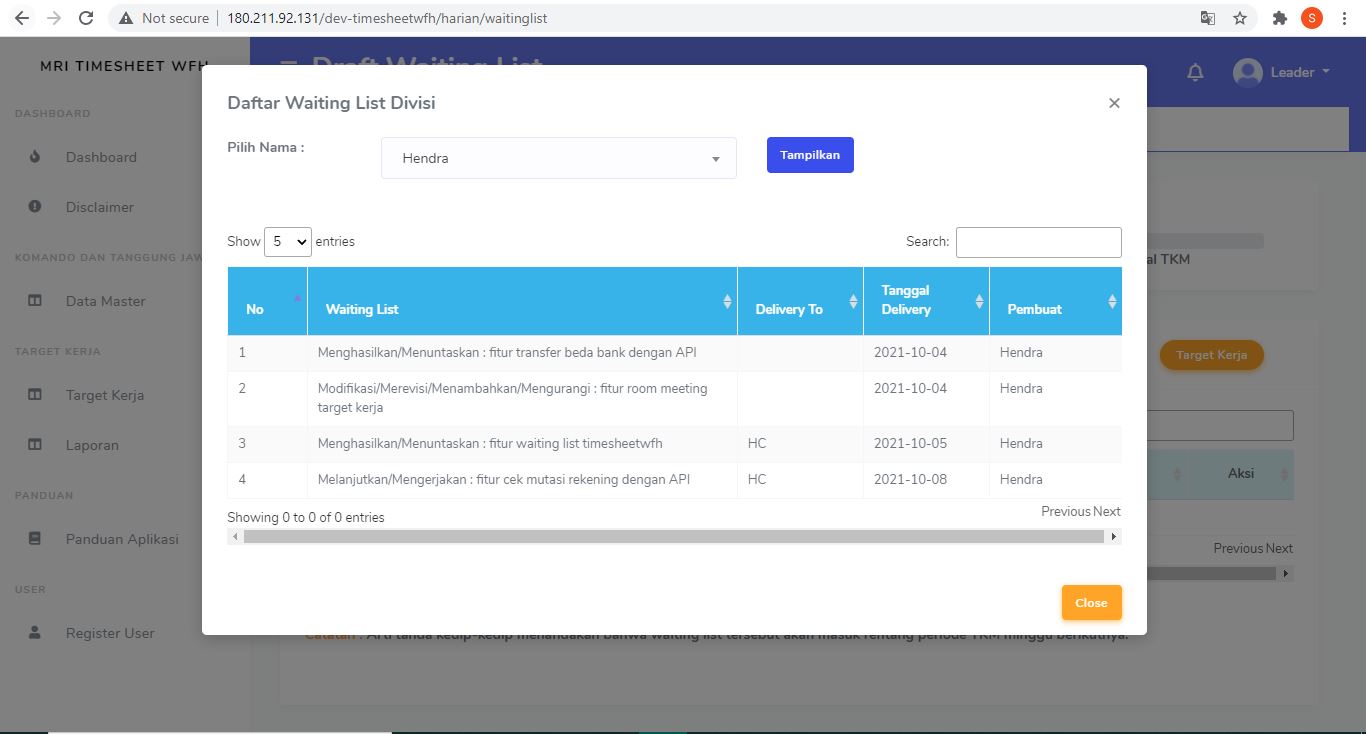 Not secure | 180.211.92.131/dev-timesheetwfh/harian/waitinglist
S
MRI TIMESHEET WFH
Draft Waiting List
Leader
DASHBOARD
Dashboard
Disclaimer
KOMANDO DAN TANGGUNG JAW
Data Master
TARGET KERJA
Target Kerja
Laporan
PANDUAN
Panduan Aplikasi
USER
Register User
Daftar Waiting List Divisi
×
Pilih Nama :
Hendra
Tampilkan
Show 5 entries
Search:
No Waiting List Delivery To Tanggal Delivery Pembuat
1 Menghasilkan/Menuntaskan : fitur transfer beda bank dengan API 2021-10-04 Hendra
2 Modifikasi/Merevisi/Menambahkan/Mengurangi : fitur room meeting 2021-10-04 Hendra
target kerja
3 Menghasilkan/Menuntaskan : fitur waiting list timesheetwfh HC 2021-10-05 Hendra
4 Melanjutkan/Mengerjakan : fitur cek mutasi rekening dengan API HC 2021-10-08 Hendra
Showing 0 to 0 of 0 entries
Previous Next
Close
al TKM
Target Kerja
Aksi
Previous Next
Catatan : Arti tanda kedip-kedip menandakan bahwa waiting list tersebut akan masuk rentang periode TKM minggu berikutnya.